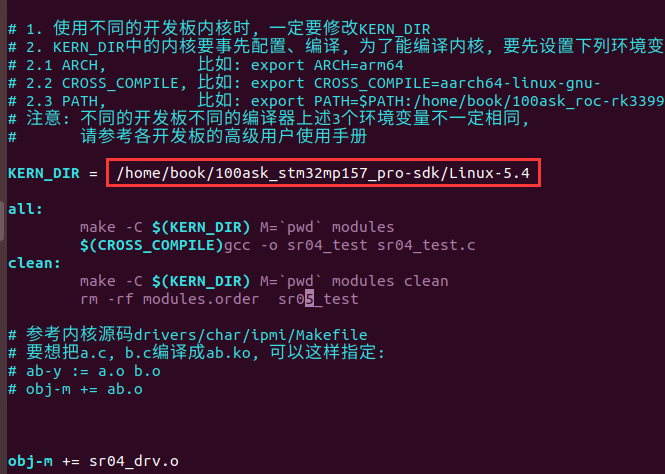 # 1. 使用不同的开发板内核时, 一定要修改KERN_DIR
# 2. KERN_DIR中的内核要事先配置、编译, 为了能编译内核, 要先设置下列环境变
# 2.1 ARCH,          比如: export ARCH=arm64
# 2.2 CROSS_COMPILE, 比如: export CROSS_COMPILE=aarch64-linux-gnu-
# 2.3 PATH,          比如: export PATH=$PATH:/home/book/100ask_roc-rk3399
# 注意: 不同的开发板不同的编译器上述3个环境变量不一定相同,
#       请参考各开发板的高级用户使用手册
KERN_DIR = /home/book/100ask_stm32mp157_pro-sdk/Linux-5.4
all:
        make -C $(KERN_DIR) M=`pwd` modules
        $(CROSS_COMPILE)gcc -o sr04_test sr04_test.c
clean:
        make -C $(KERN_DIR) M=`pwd` modules clean
        rm -rf modules.order  sr05_test
# 参考内核源码drivers/char/ipmi/Makefile
# 要想把a.c, b.c编译成ab.ko, 可以这样指定:
# ab-y := a.o b.o
# obj-m += ab.o
obj-m += sr04_drv.o